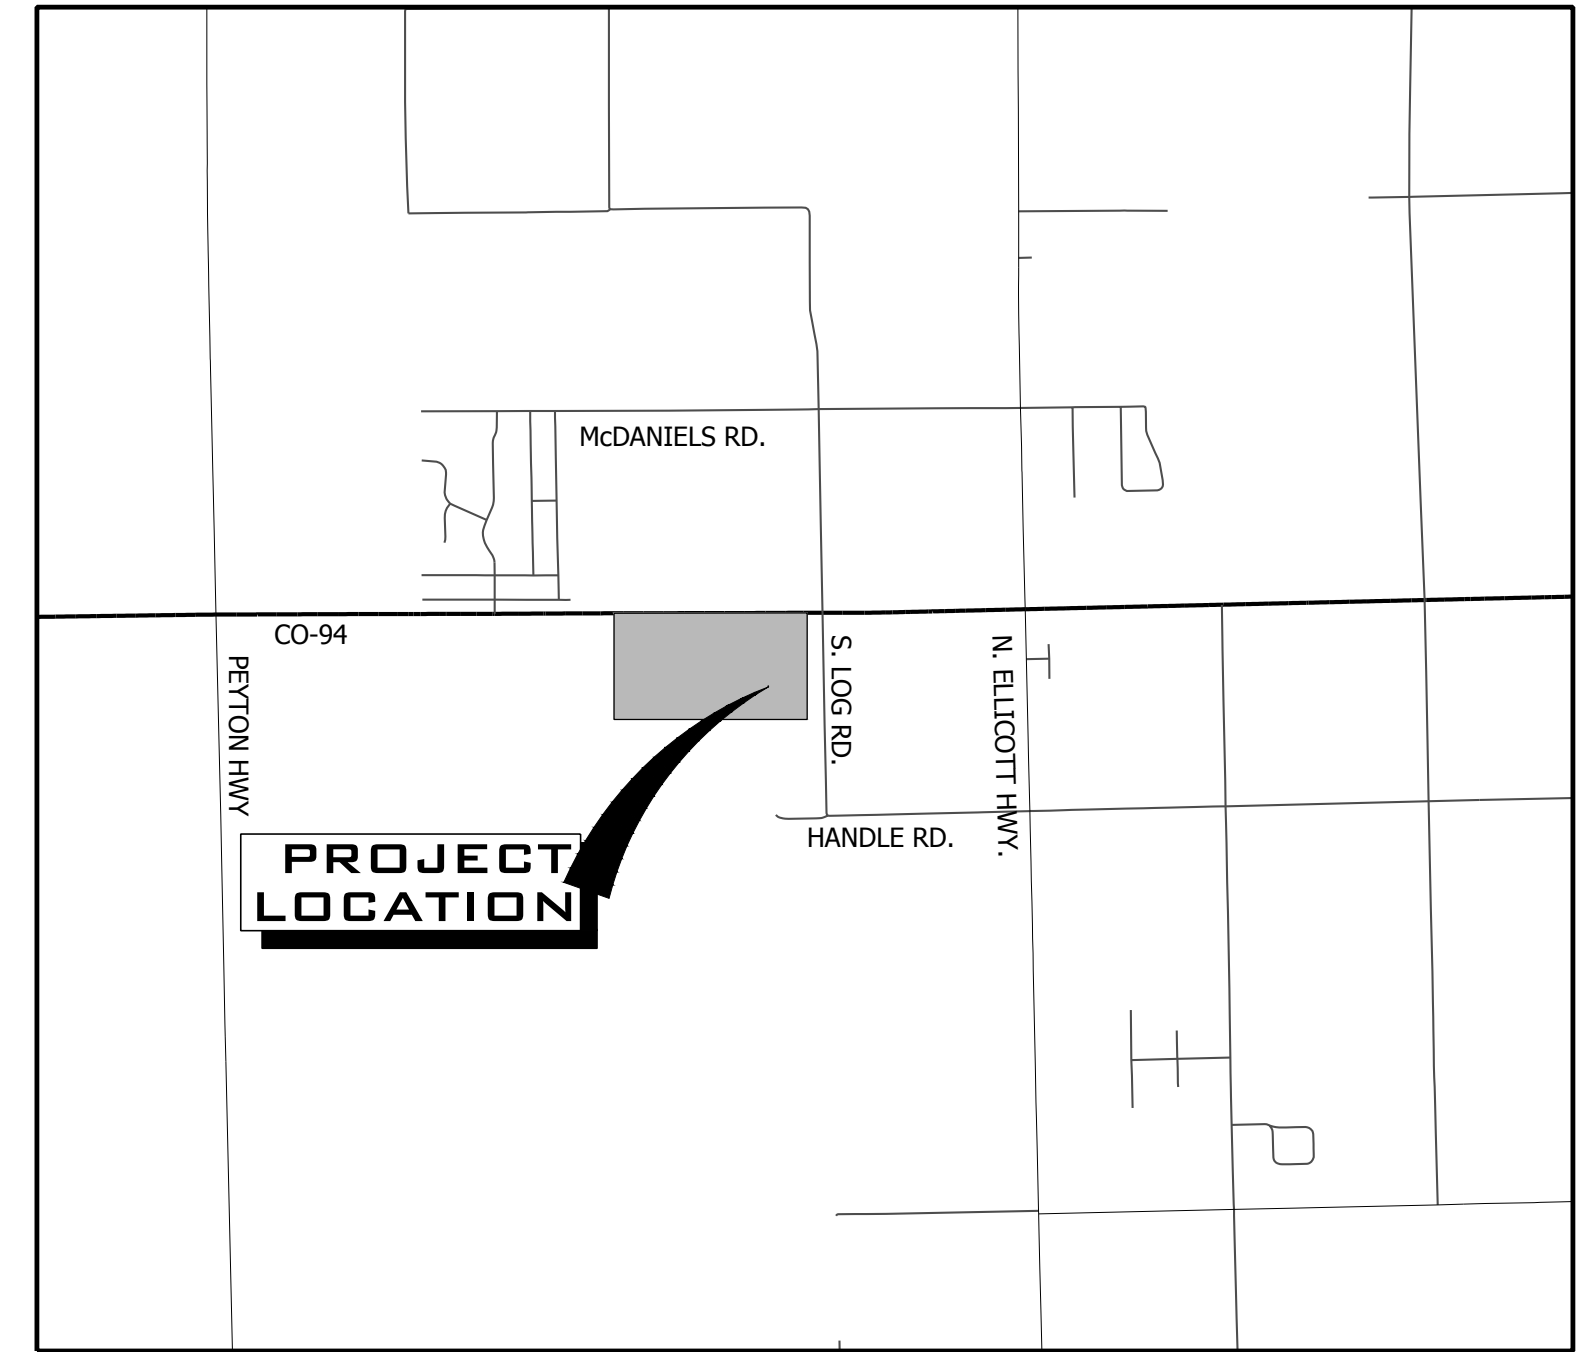 McDANIELS RD.
CO-94
PEYTON HWY
S. LOG RD.
N. ELLICOTT HWY.
HANDLE RD.
PROJECT
LOCATION